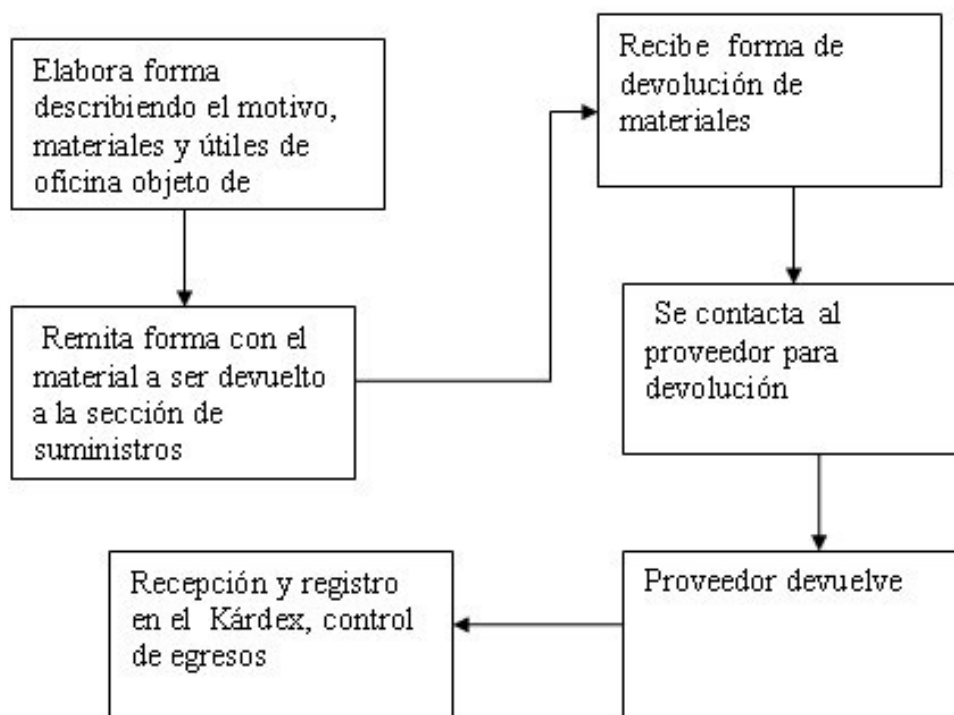 Elabora forma
describiendo el motivo,
materiales y útiles de
oficina objeto de
Remita forma con el
material a ser devuelto
a la sección de
suministros
Recibe forma de
devolución de
materiales
Se contacta al
proveedor para
devolución
Proveedor devuelve
Recepción y registro
en el Kárdex, control
de egresos